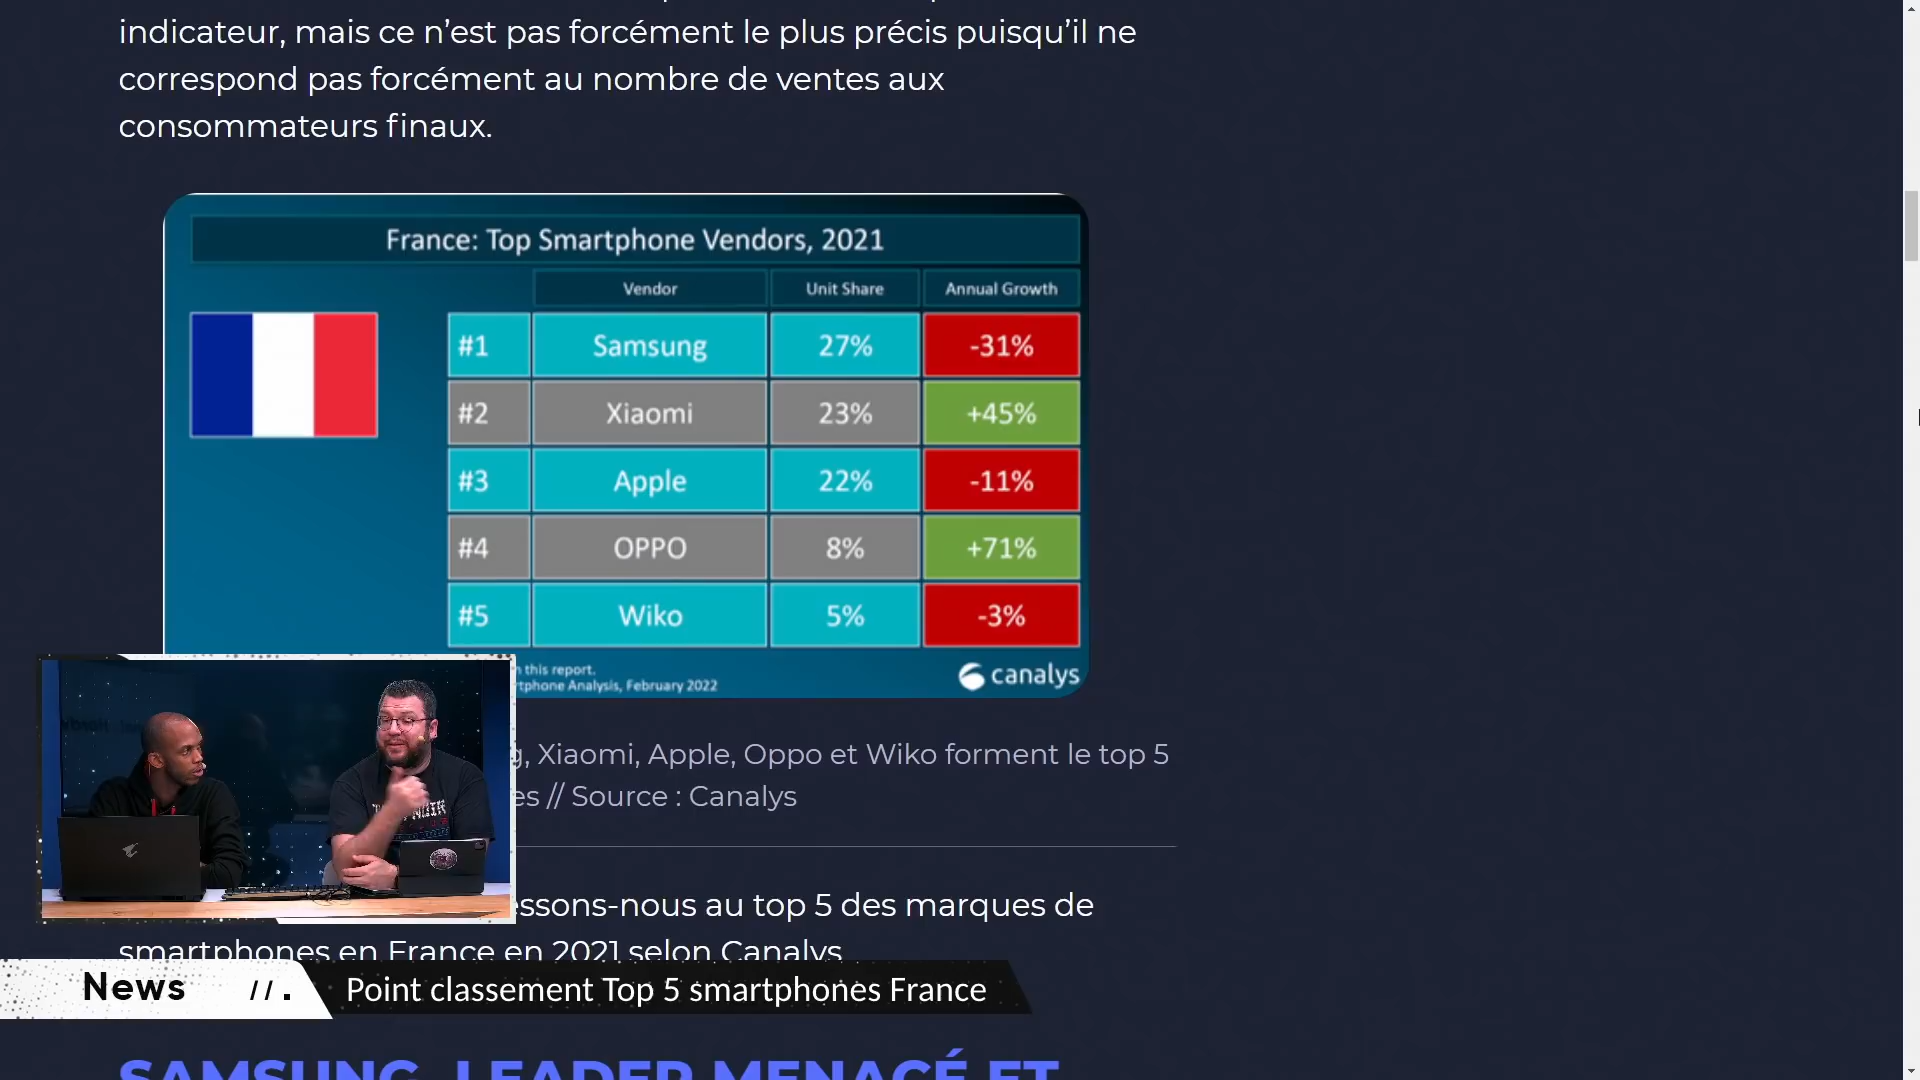 indicateur, mais ce n’est pas forcément le plus précis puisqu’il ne
correspond pas forcément au nombre de ventes aux
consommateurs finaux.
France: Top Smartphone Vendors, 2021
Vendor Unit Share Annual Growth
#1 Samsung 27% -31%
#2 Xiaomi 23% +45%
#3 Apple 22% -11%
#4 OPPO 8% +71%
#5 Wiko 5% -3%
this report.
Analysis, February 2022
canalys
, Xiaomi, Apple, Oppo et Wiko forment le top 5
// Source : Canalys
essons-nous au top 5 des marques de
smartphones en France en 2021 selon Canalys
News //. Point classement Top 5 smartphones France
SAMSUNG, LEADER MENACÉ ET